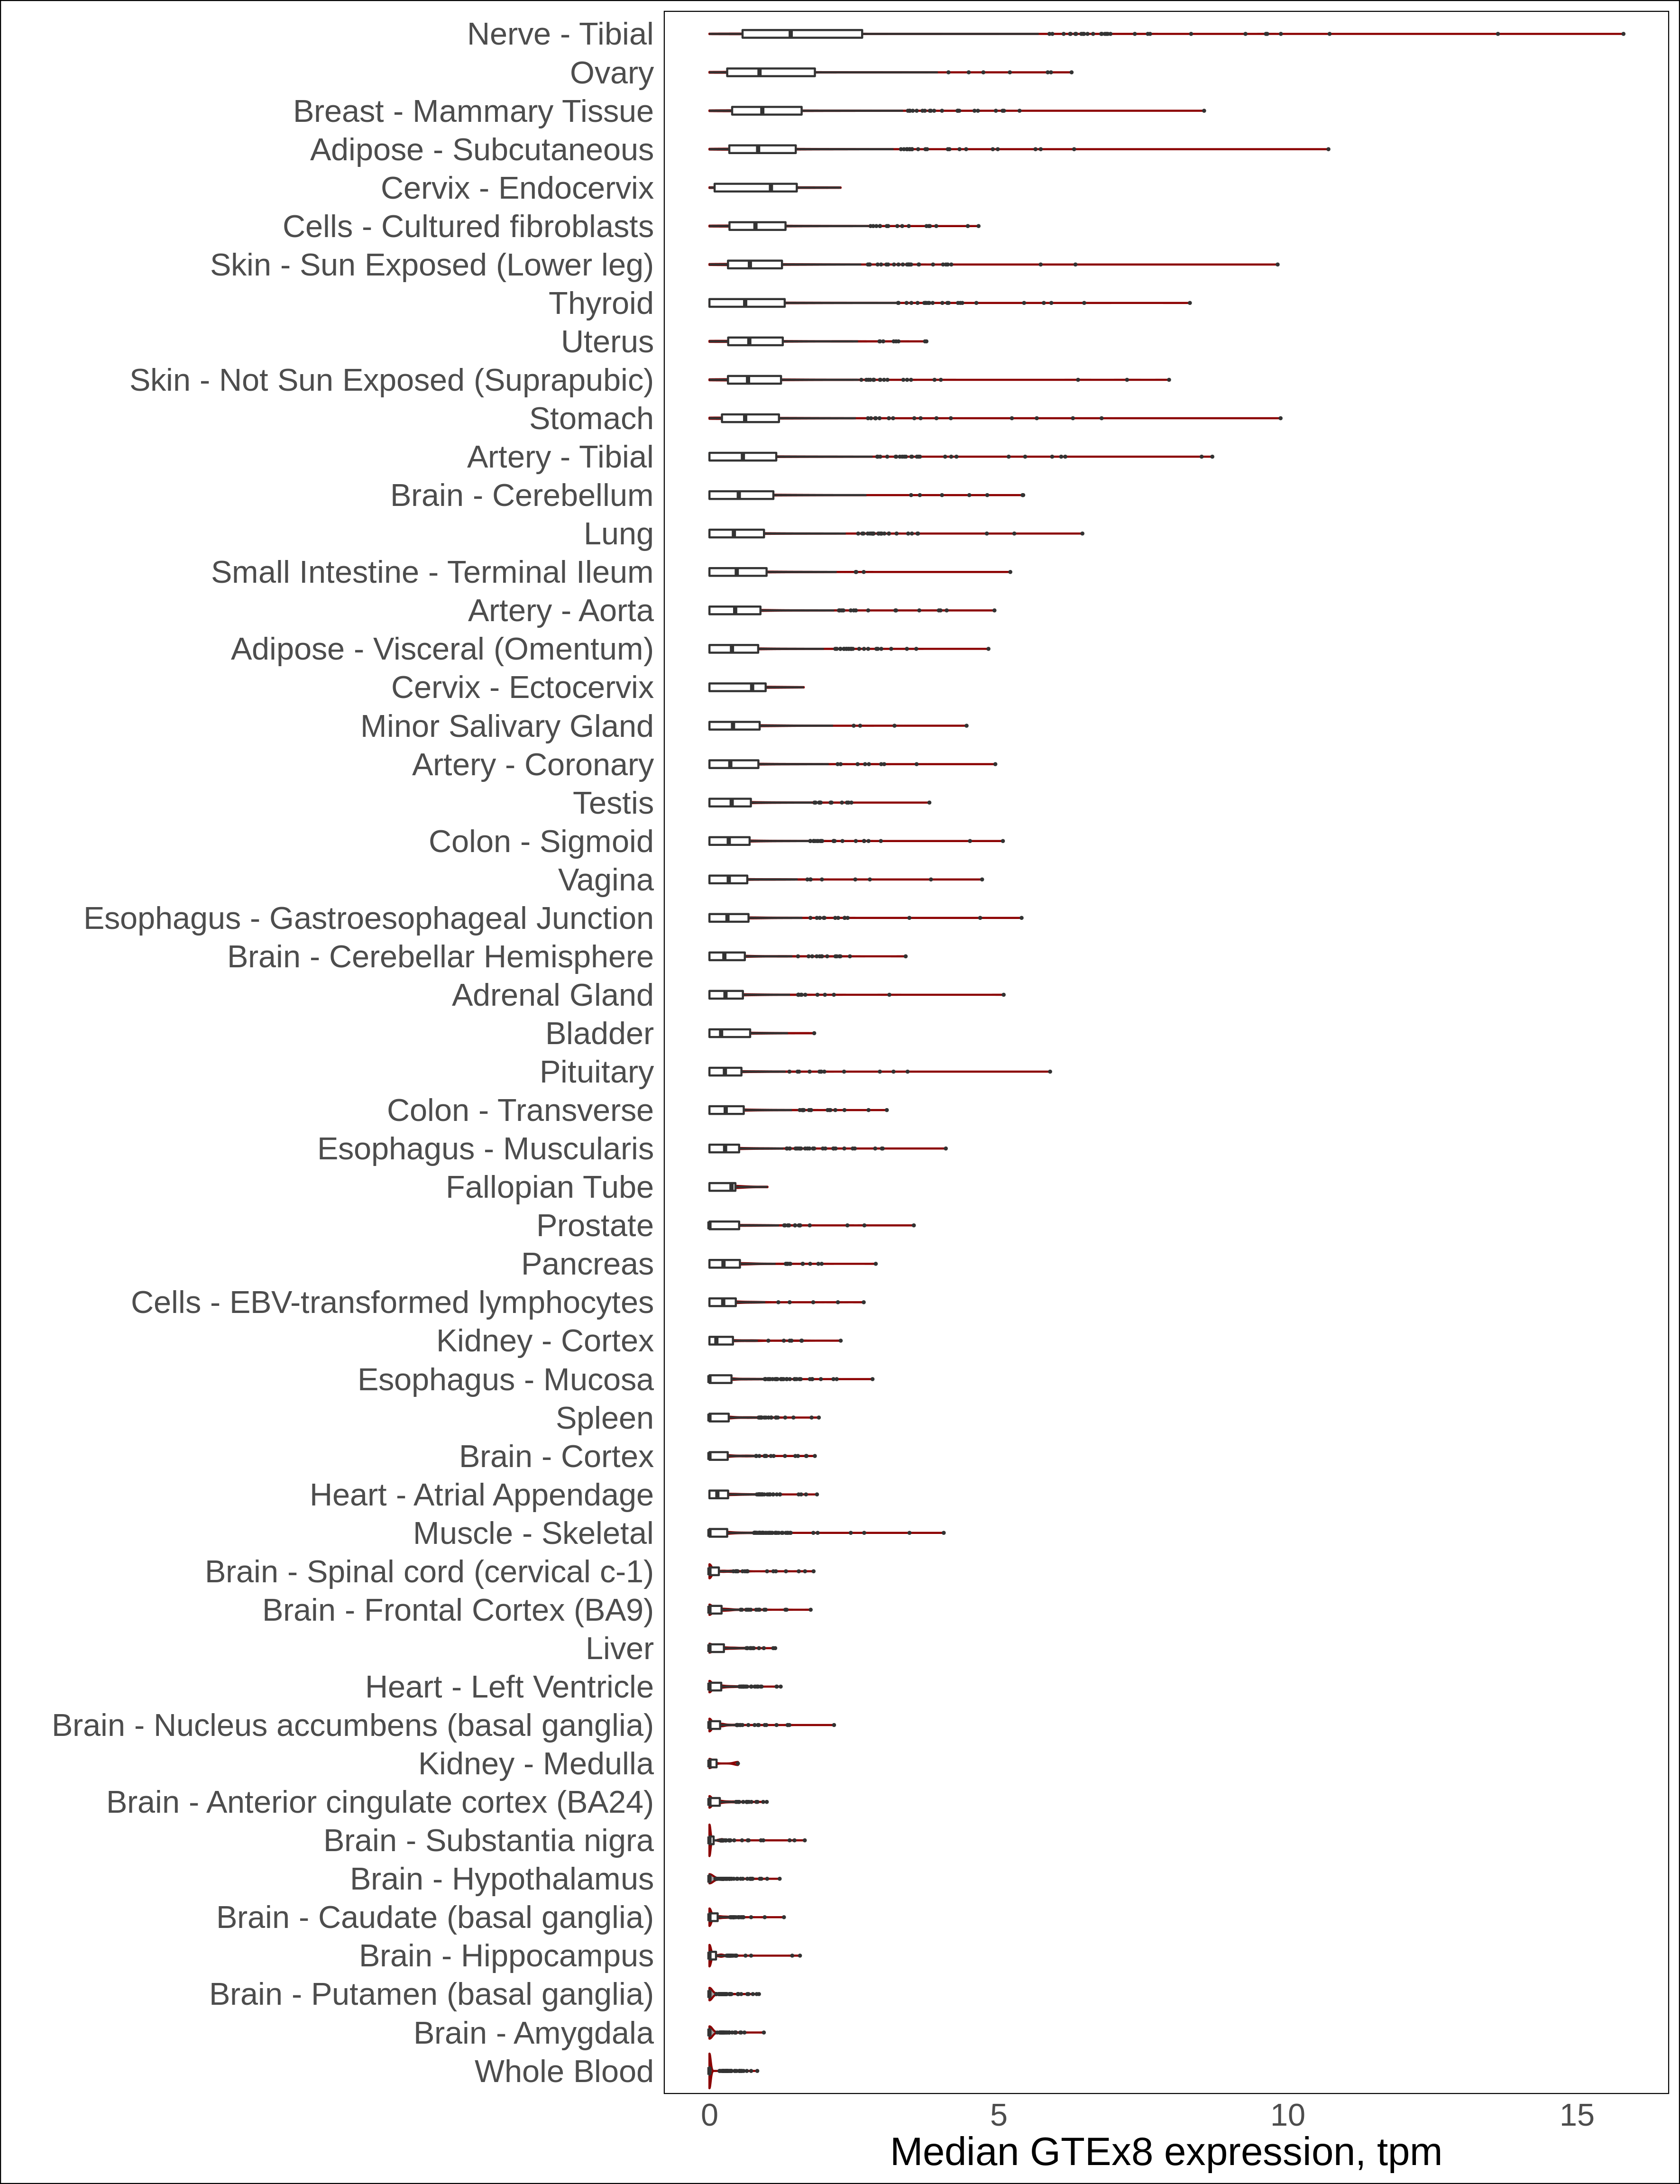 Nerve - Tibial
Ovary
Breast - Mammary Tissue
Adipose - Subcutaneous
Cervix - Endocervix
Cells - Cultured fibroblasts
Skin - Sun Exposed (Lower leg)
Thyroid
Uterus
Skin - Not Sun Exposed (Suprapubic)
Stomach
Artery - Tibial
Brain - Cerebellum
Lung
Small Intestine - Terminal Ileum
Artery - Aorta
Adipose - Visceral (Omentum)
Cervix - Ectocervix
Minor Salivary Gland
Artery - Coronary
Testis
Colon - Sigmoid
Vagina
Esophagus - Gastroesophageal Junction
Brain - Cerebellar Hemisphere
Adrenal Gland
Bladder
Pituitary
Colon - Transverse
Esophagus - Muscularis
Fallopian Tube
Prostate
Pancreas
Cells - EBV-transformed lymphocytes
Kidney - Cortex
Esophagus - Mucosa
Spleen
Brain - Cortex
Heart - Atrial Appendage
Muscle - Skeletal
Brain - Spinal cord (cervical c-1)
Brain - Frontal Cortex (BA9)
Liver
Heart - Left Ventricle
Brain - Nucleus accumbens (basal ganglia)
Kidney - Medulla
Brain - Anterior cingulate cortex (BA24)
Brain - Substantia nigra
Brain - Hypothalamus
Brain - Caudate (basal ganglia)
Brain - Hippocampus
Brain - Putamen (basal ganglia)
Brain - Amygdala
Whole Blood
0 5 10 15
Median GTEx8 expression, tpm